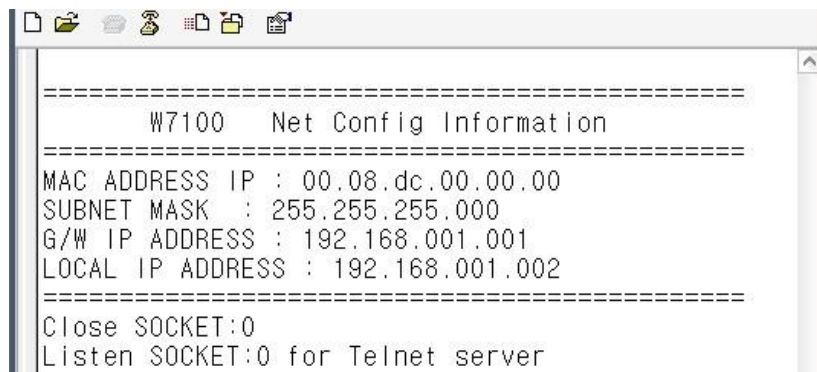 ==============================================
W7100 Net Config Information
==============================================
MAC ADDRESS IP : 00.08.dc.00.00.00
SUBNET MASK : 255.255.255.000
G/W IP ADDRESS : 192.168.001.001
LOCAL IP ADDRESS : 192.168.001.002
==============================================
Close SOCKET:0
Listen SOCKET:0 for Telnet server